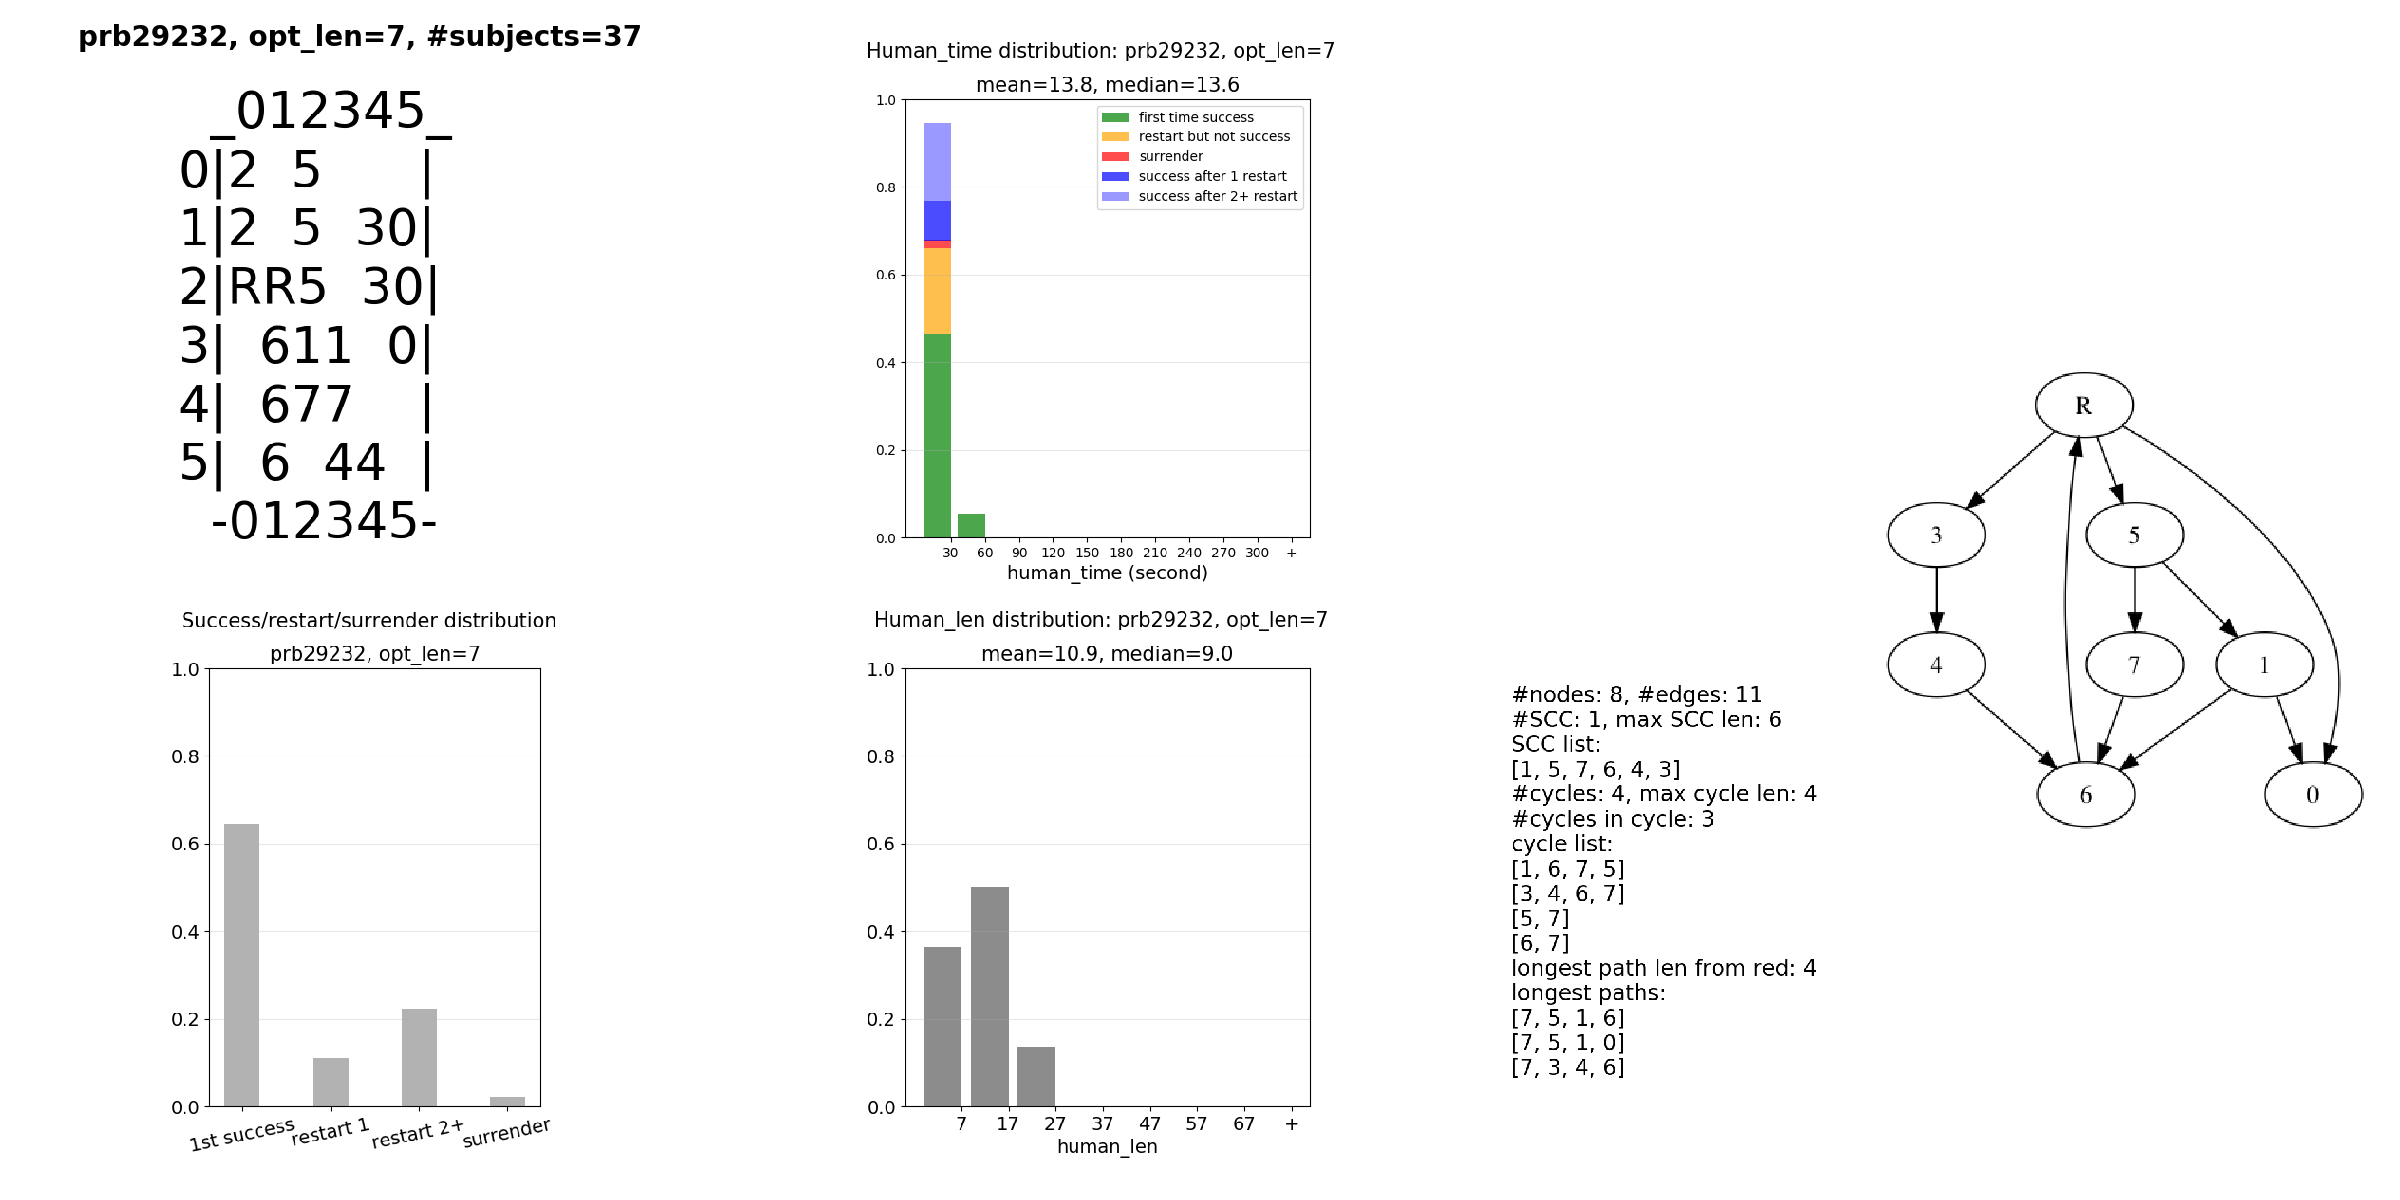 prb29232, opt_len=7, #subjects=37
_012345_
0|2  5      |
1|2  5  30|
2|RR5  30|
3|  611  0|
4|  677    |
5|  6  44  |
-012345-
Human_time distribution: prb29232, opt_len=7
mean=13.8, median=13.6
first time success
restart but not success
surrender
success after 1 restart
success after 2+ restart
1.0
0.8
0.6
0.4
0.2
0.0
30 60 90 120 150 180 210 240 270 300 +
human_time (second)
Success/restart/surrender distribution
prb29232, opt_len=7
1.0
0.8
0.6
0.4
0.2
0.0
1st success restart 1 restart 2+ surrender
Human_len distribution: prb29232, opt_len=7
mean=10.9, median=9.0
1.0
0.8
0.6
0.4
0.2
0.0
7 17 27 37 47 57 67 +
human_len
#nodes: 8, #edges: 11
#SCC: 1, max SCC len: 6
SCC list:
[1, 5, 7, 6, 4, 3]
#cycles: 4, max cycle len: 4
#cycles in cycle: 3
cycle list:
[1, 6, 7, 5]
[3, 4, 6, 7]
[5, 7]
[6, 7]
longest path len from red: 4
longest paths:
[7, 5, 1, 6]
[7, 5, 1, 0]
[7, 3, 4, 6]
R
3 5
4 7 1
6 0